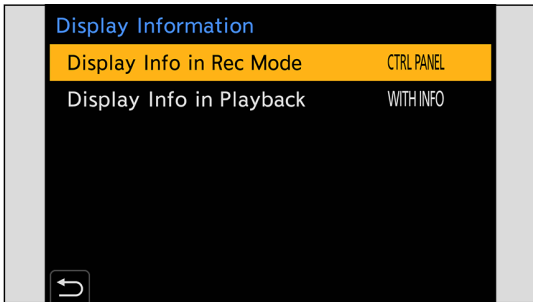 Display Information
Display Info in Rec Mode CTRL PANEL
Display Info in Playback WITH INFO